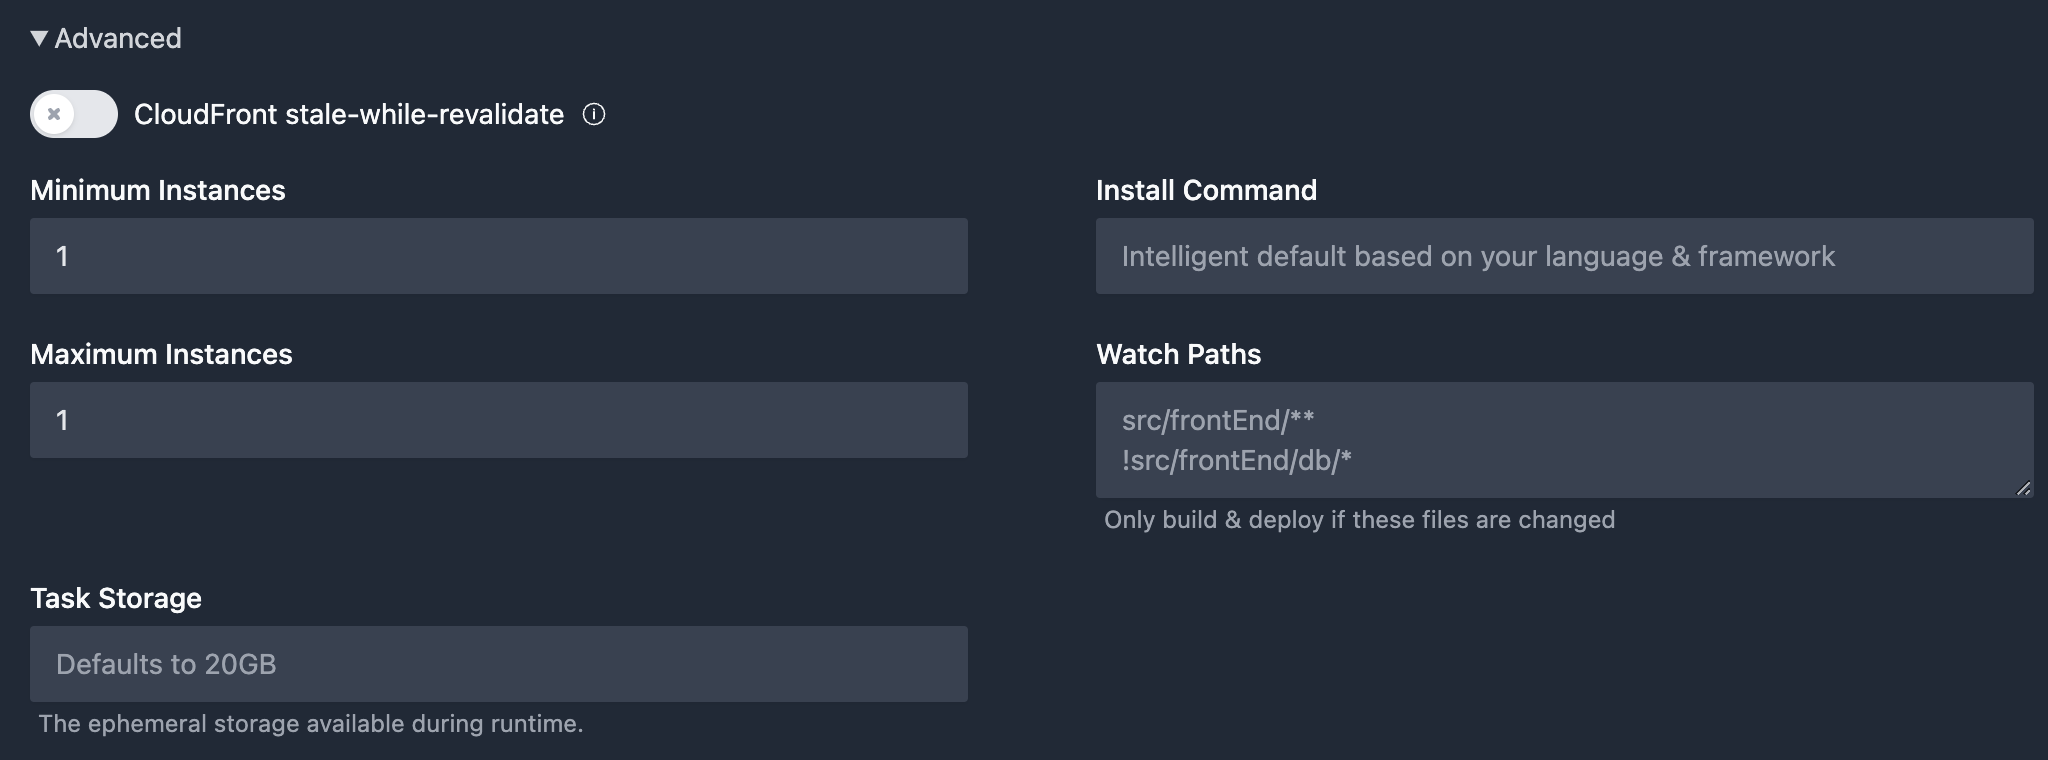 Advanced
CloudFront stale-while-revalidate
Minimum Instances
1
Install Command
Intelligent default based on your language & framework
Maximum Instances
1
Watch Paths
src/frontEnd/**
!src/frontEnd/db/*
Only build & deploy if these files are changed
Task Storage
Defaults to 20GB
The ephemeral storage available during runtime.